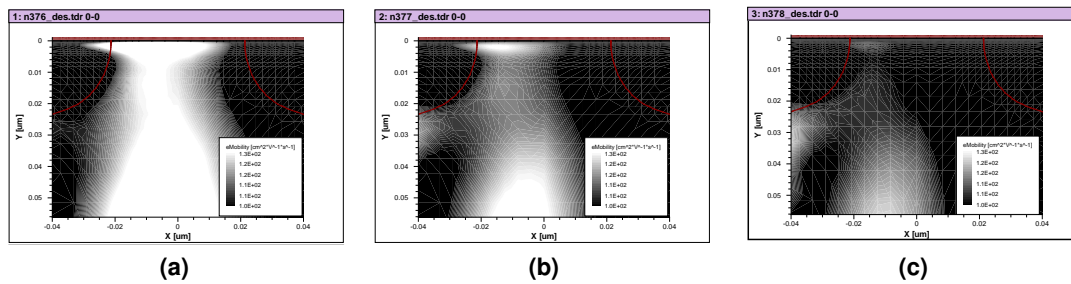 1: n376_des.tdr 0-0
0
0.01
0.02
0.03
0.04
0.05
Y [um]
eMobility [cm^2*V^-1*s^-1]
1.3E+02
1.2E+02
1.2E+02
1.1E+02
1.1E+02
1.0E+02
-0.04
-0.02
0
0.02
0.04
X [um]
(a)
2: n377_des.tdr 0-0
0
0.01
0.02
0.03
0.04
0.05
Y [um]
eMobility [cm^2*V^-1*s^-1]
1.3E+02
1.2E+02
1.2E+02
1.1E+02
1.1E+02
1.0E+02
-0.04
-0.02
0
0.02
0.04
X [um]
(b)
3: n378_des.tdr 0-0
0
0.01
0.02
0.03
0.04
0.05
Y [um]
eMobility [cm^2*V^-1*s^-1]
1.3E+02
1.2E+02
1.2E+02
1.1E+02
1.1E+02
1.0E+02
-0.04
-0.02
0
0.02
0.04
X [um]
(c)